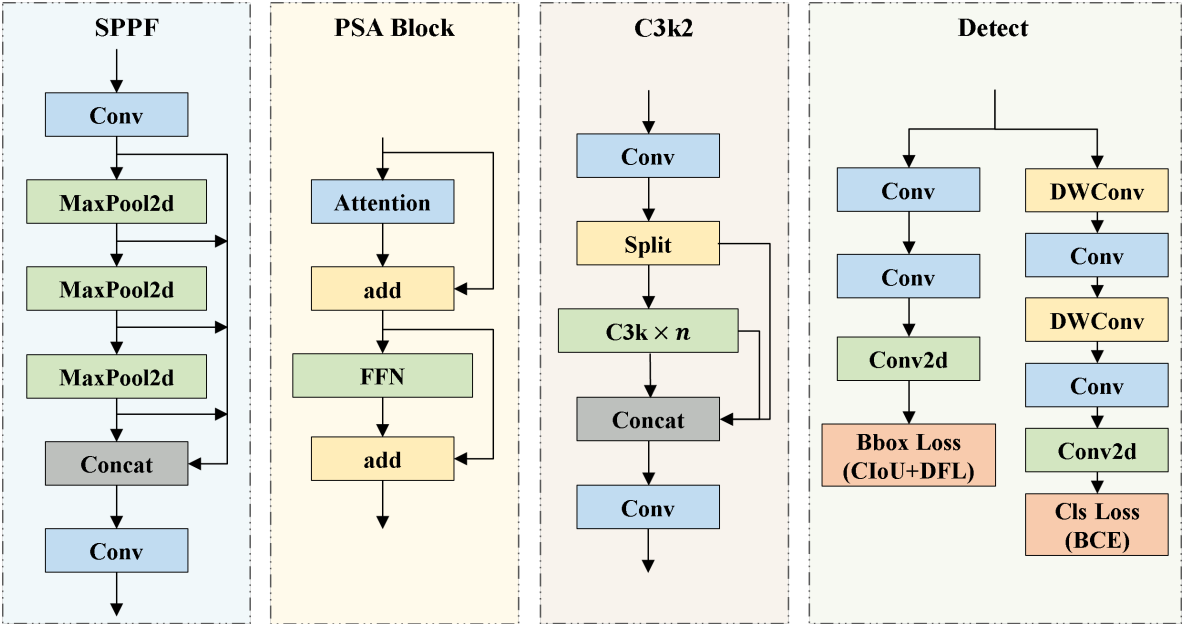 SPPF
Conv
MaxPool2d
MaxPool2d
MaxPool2d
Concat
Conv
PSA Block
Attention
add
FFN
add
C3k2
Conv
Split
C3k × n
Concat
Conv
Detect
Conv
Conv
Conv2d
Bbox Loss
(CIoU+DFL)
DWConv
Conv
DWConv
Conv
Conv2d
Cls Loss
(BCE)